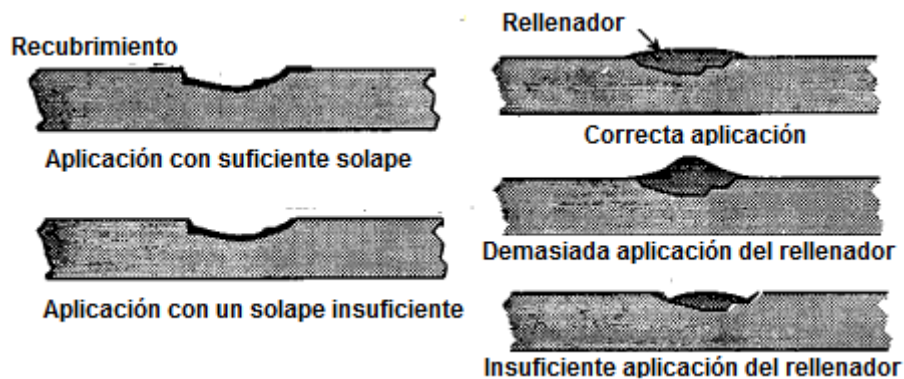 Recubrimiento
Aplicación con suficiente solape
Aplicación con un solape insuficiente
Rellenador
Correcta aplicación
Demasiada aplicación del rellenador
Insuficiente aplicación del rellenador